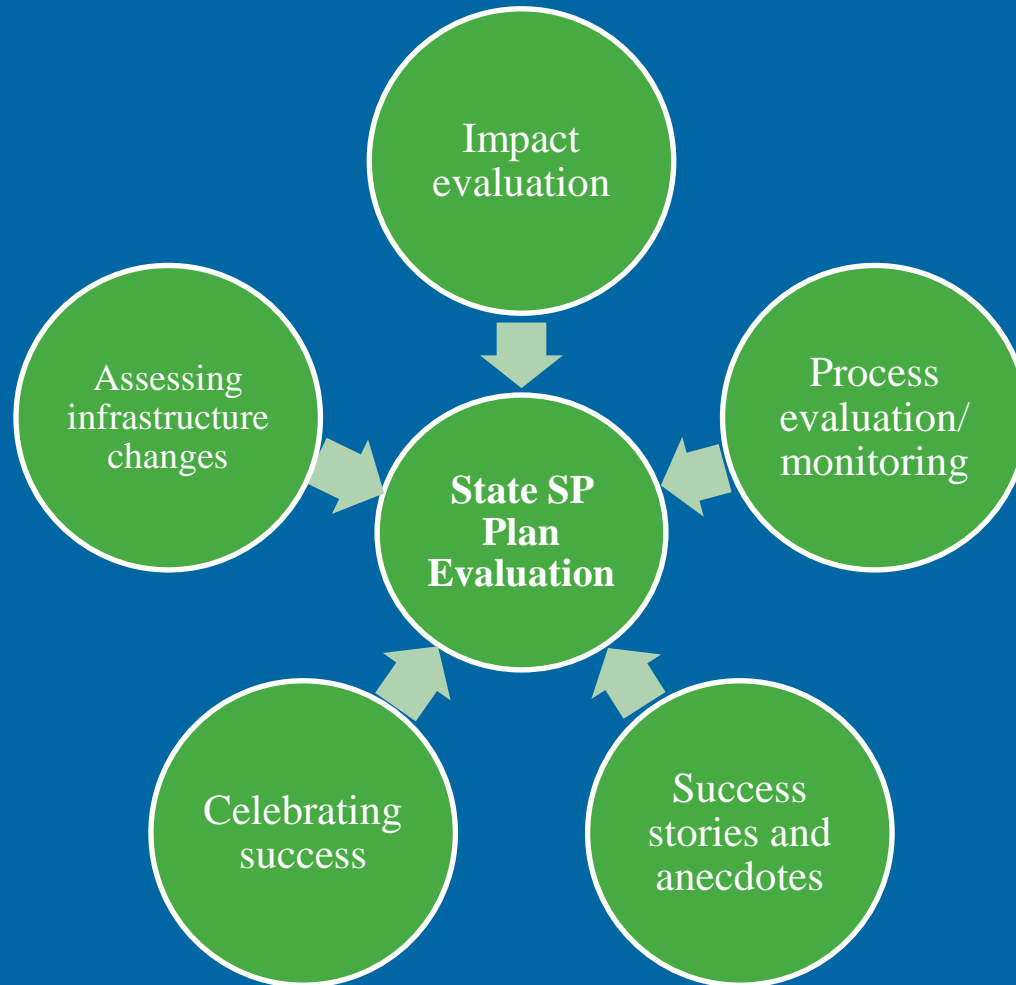 Impact
evaluation
Process
evaluation/
monitoring
Success
stories and
anecdotes
Celebrating
success
Assessing
infrastructure
changes
State SP
Plan
Evaluation